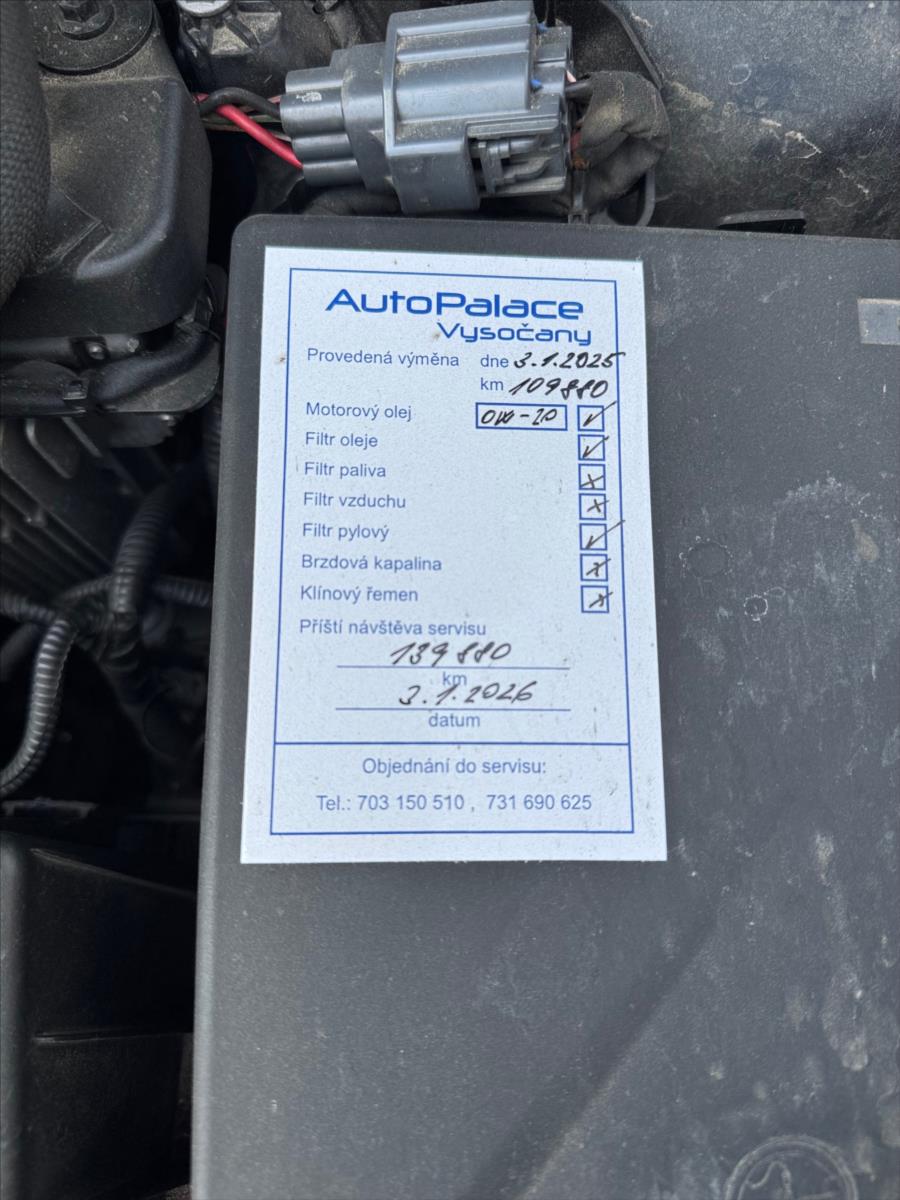 AutoPalace
Vysočany
Provedená výměna dne 3.1.2025
km 109880
Motorový olej 0W-20 ✓
Filtr oleje ✓
Filtr paliva x
Filtr vzduchu x
Filtr pylový ✓
Brzdová kapalina x
Klínový řemen x
Příští návštěva servisu
139 880
km
3.1.2026
datum
Objednání do servisu:
Tel.: 703 150 510 , 731 690 625